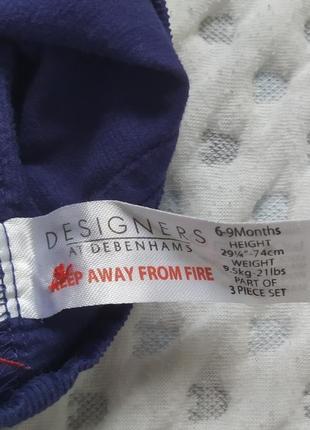 DESIGNERS
AT DEBENHAMS
KEEP AWAY FROM FIRE
6-9Months
HEIGHT
29¼"-74cm
WEIGHT
9.5kg-21lbs
PART OF
3 PIECE SET